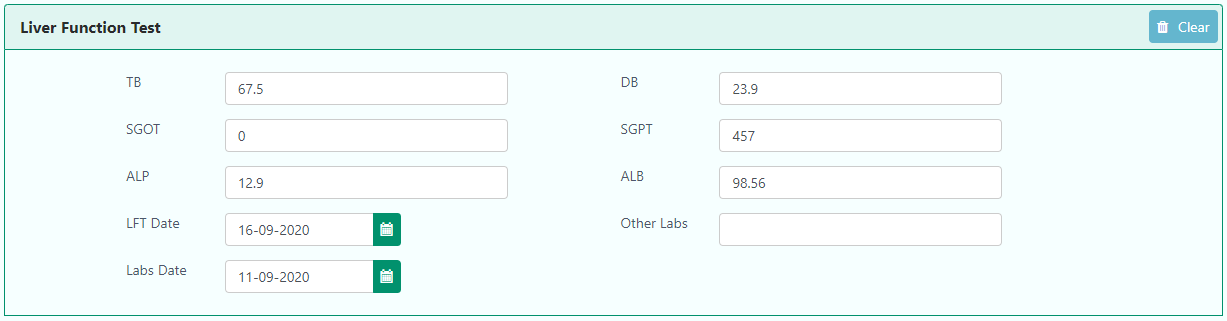 Liver Function Test
Clear
TB 67.5 DB 23.9
SGOT 0 SGPT 457
ALP 12.9 ALB 98.56
LFT Date 16-09-2020 Other Labs
Labs Date 11-09-2020